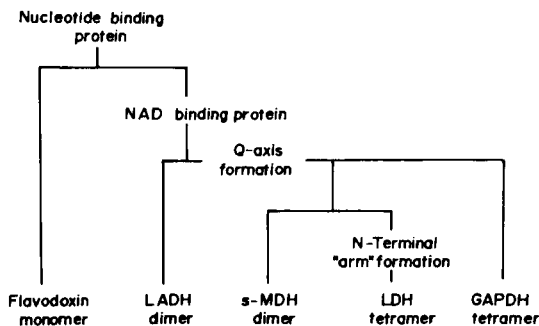 Nucleotide binding
protein
NAD binding protein
Q-axis
formation
N-Terminal
"arm" formation
Flavodoxin
monomer
LADH
dimer
s-MDH
dimer
LDH
tetramer
GAPDH
tetramer